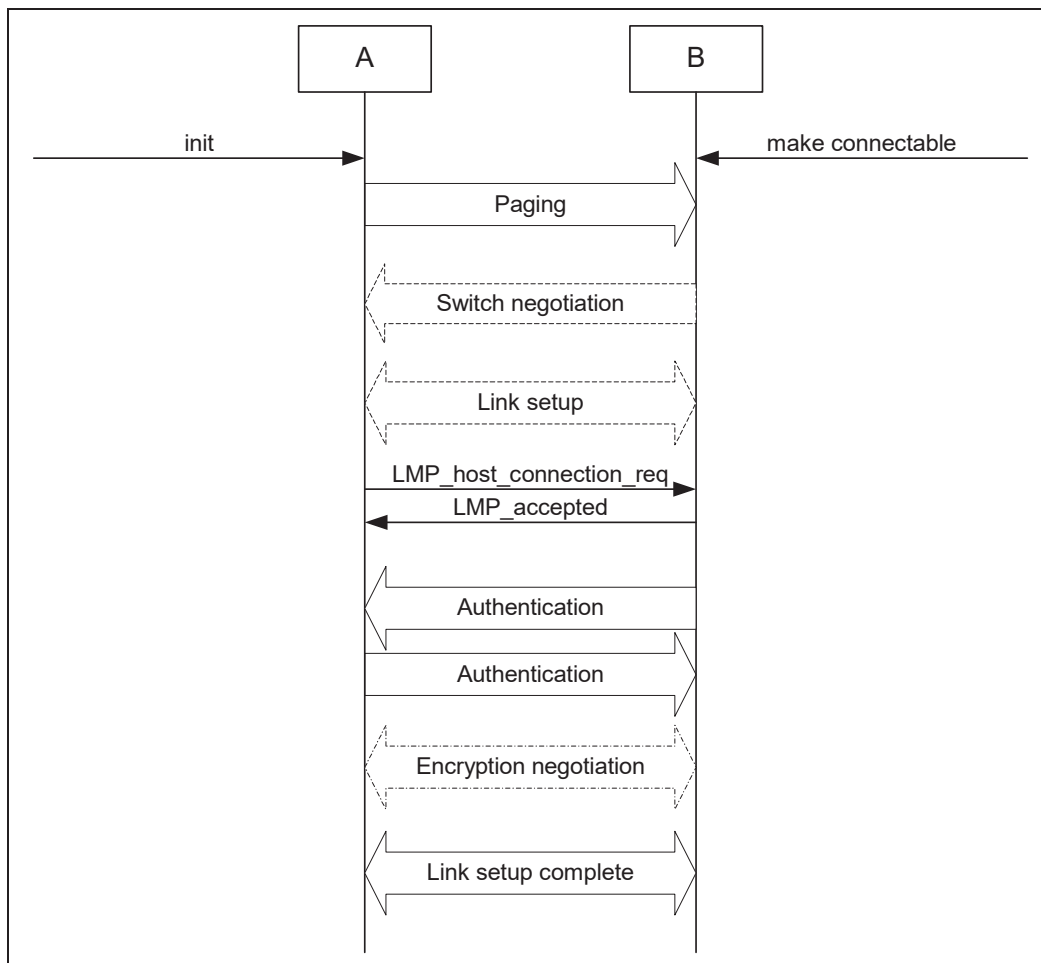 A
B
init
make connectable
Paging
Switch negotiation
Link setup
LMP_host_connection_req
LMP_accepted
Authentication
Authentication
Encryption negotiation
Link setup complete